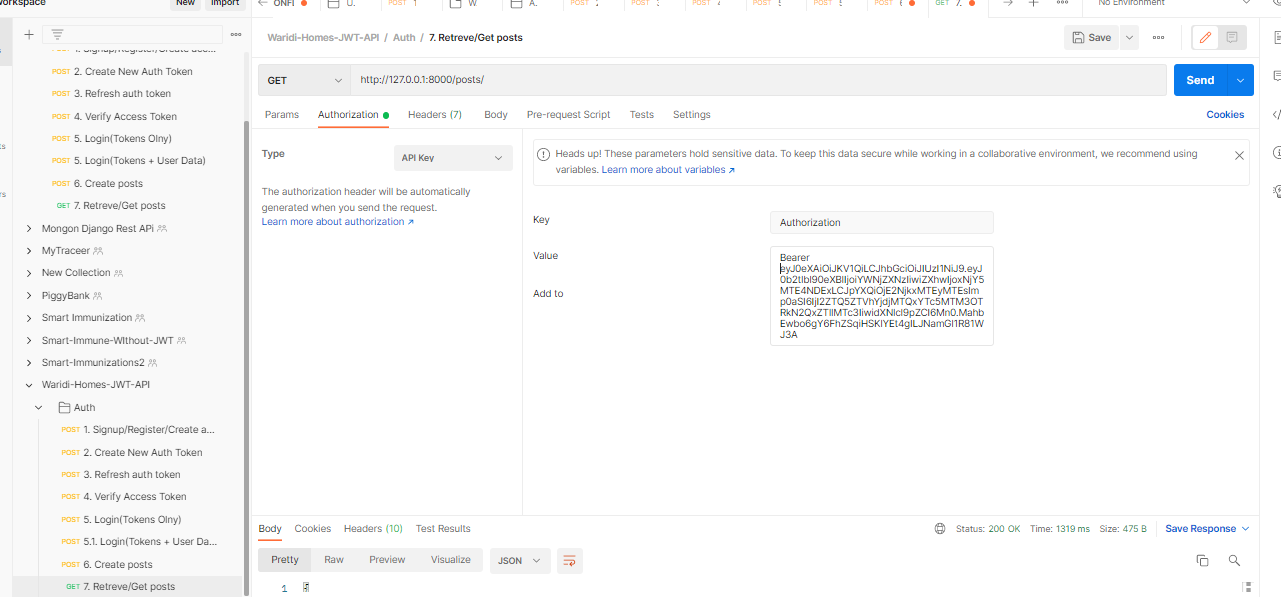 orkspace
New
Import
ONFI
U.
POST
W
A.
POST
POST
POST
POST
POST
POST
GET 7.
No Environment
1. Signup/Register/Create acc...
POST 2. Create New Auth Token
POST 3. Refresh auth token
POST 4. Verify Access Token
POST 5. Login(Tokens Olny)
POST 5. Login(Tokens + User Data)
POST 6. Create posts
GET 7. Retreve/Get posts
Mongon Django Rest APi
MyTraceer
New Collection
PiggyBank
Smart Immunization
Smart-Immune-WIthout-JWT
Smart-Immunizations2
Waridi-Homes-JWT-API
Auth
POST 1. Signup/Register/Create a...
POST 2. Create New Auth Token
POST 3. Refresh auth token
POST 4. Verify Access Token
POST 5. Login(Tokens Olny)
POST 5.1. Login(Tokens + User Da...
POST 6. Create posts
GET 7. Retreve/Get posts
Waridi-Homes-JWT-API / Auth / 7. Retreve/Get posts
Save
GET
http://127.0.0.1:8000/posts/
Send
Params
Authorization
Headers (7)
Body
Pre-request Script
Tests
Settings
Cookies
Type
API Key
The authorization header will be automatically
generated when you send the request.
Learn more about authorization ↗
Heads up! These parameters hold sensitive data. To keep this data secure while working in a collaborative environment, we recommend using
variables. Learn more about variables ↗
Key
Authorization
Value
Bearer
Add to
Body
Cookies
Headers (10)
Test Results
Status: 200 OK
Time: 1319 ms
Size: 475 B
Save Response
Pretty
Raw
Preview
Visualize
JSON
1